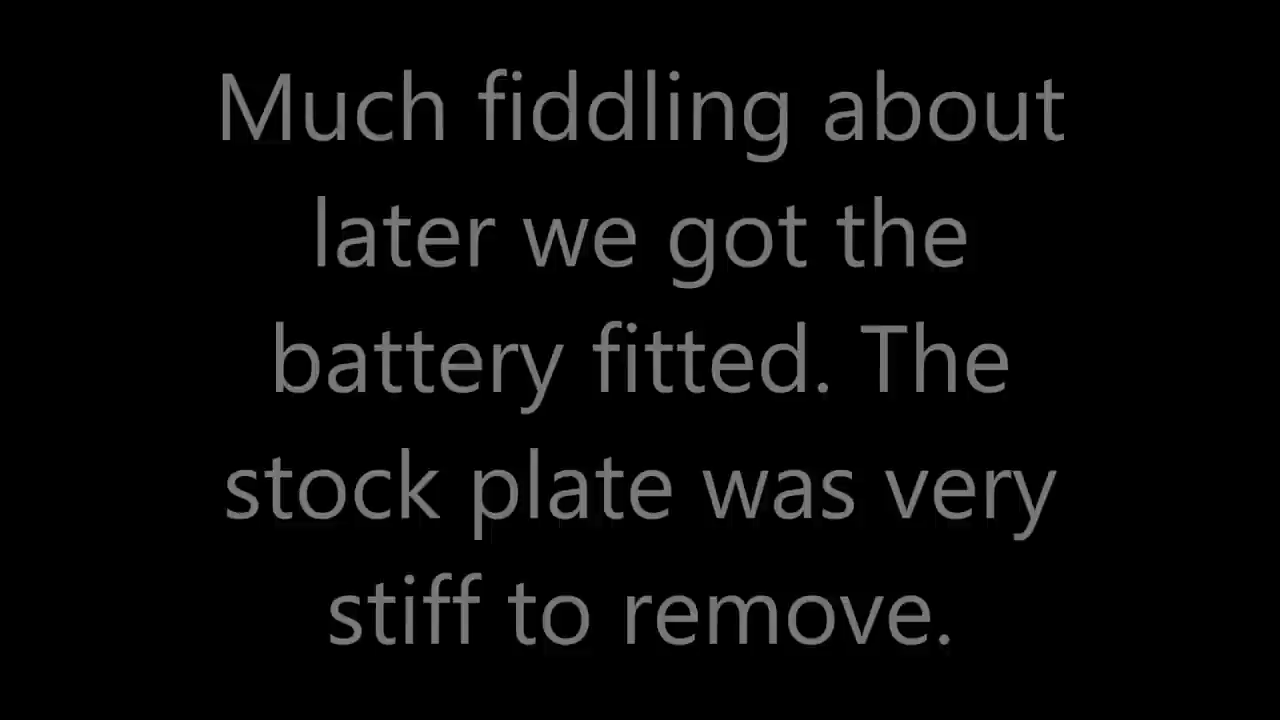 Much fiddling about
later we got the
battery fitted. The
stock plate was very
stiff to remove.